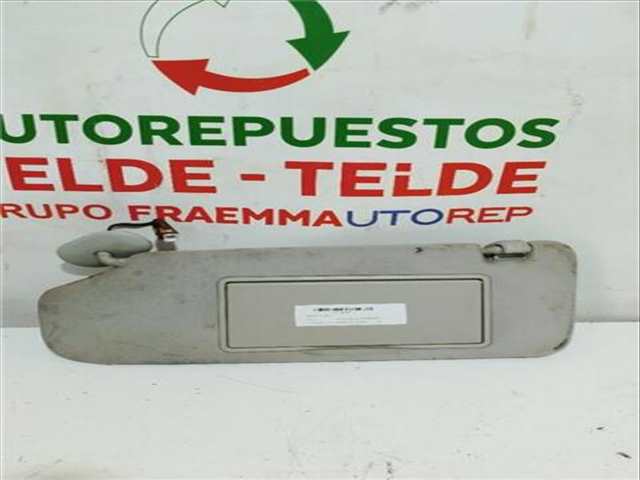 UTOREPUESTOS
ELDE - TELDE
RUPO FRAEMMAUTOREP